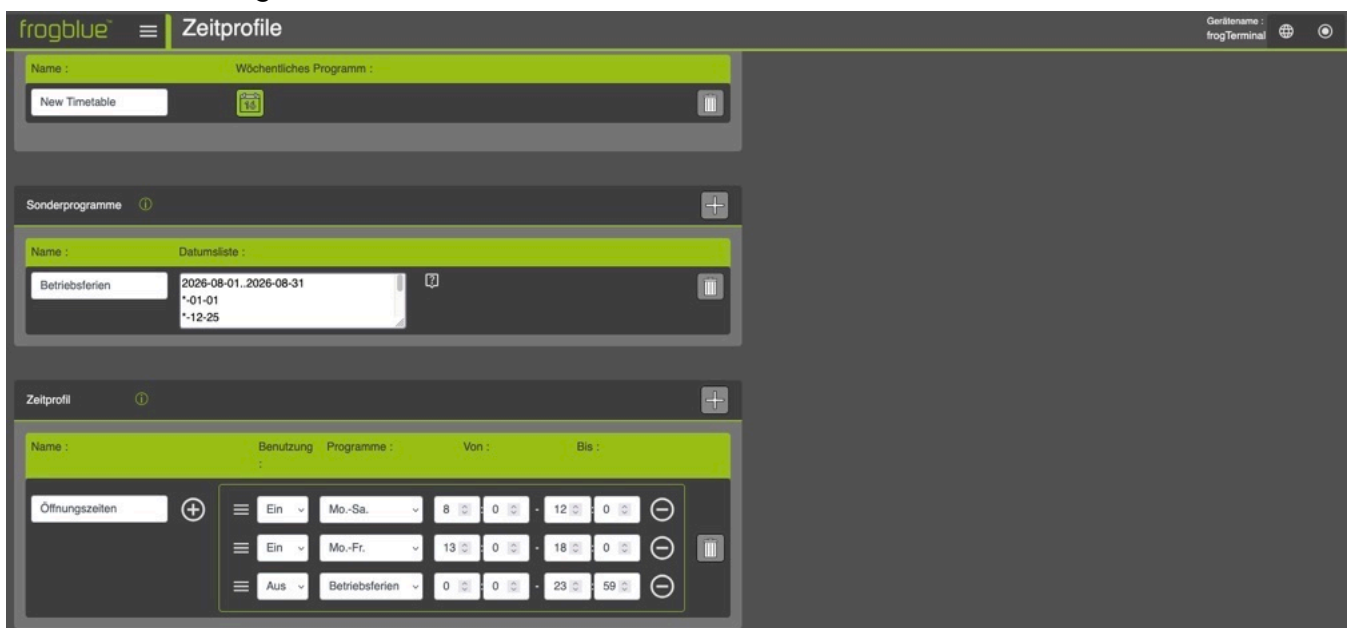 frogblue™ Zeitprofile Gerätename :
frogTerminal
Name : Wöchentliches Programm :
New Timetable
Sonderprogramme
Name : Datumsliste :
Betriebsferien 2026-08-01..2026-08-31
*-01-01
*-12-25
Zeitprofil
Name : Benutzung : Programme : Von : Bis :
Öffnungszeiten Ein Mo.-Sa. 8 : 0 - 12 : 0
Ein Mo.-Fr. 13 : 0 - 18 : 0
Aus Betriebsferien 0 : 0 - 23 : 59